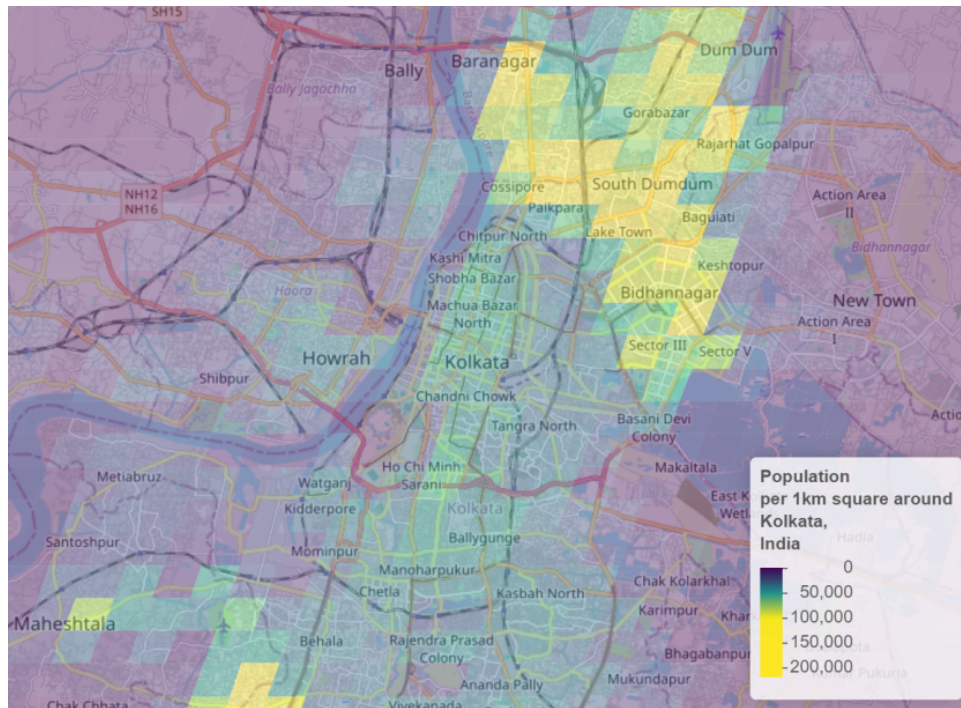 SH15
Dum Dum
Bally
Baranagar
Bally Jagachha
Gorabazar
Rajarhat Gopalpur
NH12
NH16
Cossipore
South Dumdum
Action Area
II
Paikpara
Baguiati
Chitpur North
Lake Town
Bidhannagar
Kashi Mitra
Keshtopur
Shobha Bazar
Haora
Bidhannagar
New Town
Machua Bazar
North
Action Area
I
Howrah
Kolkata
Sector III
Sector V
Shibpur
Chandni Chowk
Basani Devi
Colony
Tangra North
Metiabruz
Ho Chi Minh
Sarani
Makaltala
Watganj
Kidderpore
Kolkata
Santoshpur
Mominpur
Ballygunge
Manoharpukur
Chetla
Kasbah North
Chak Kolarkhal
Karimpur
Maheshtala
Behala
Rajendra Prasad
Colony
Bhagabanpur
Ananda Pally
Mukundapur
Chak Chhata
Vivekanada
Population
per 1km square around
Kolkata,
India
0
50,000
100,000
150,000
200,000
Hadia